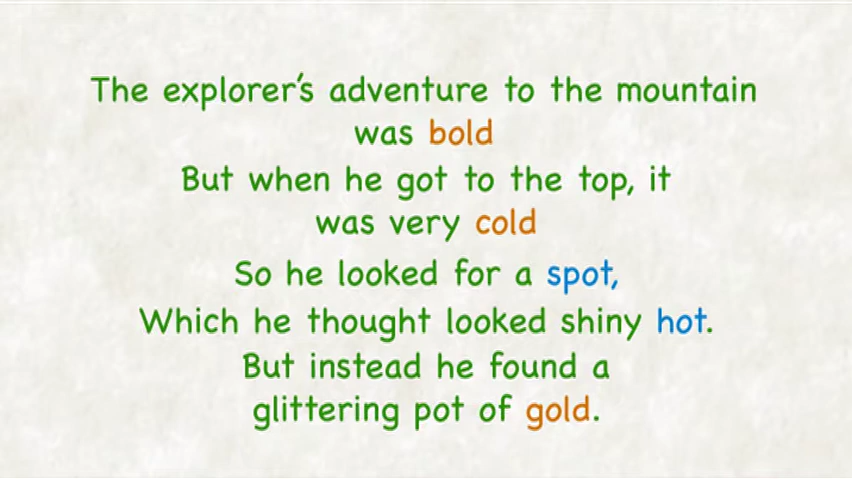 The explorer's adventure to the mountain
was bold
But when he got to the top, it
was very cold
So he looked for a spot,
Which he thought looked shiny hot.
But instead he found a
glittering pot of gold.